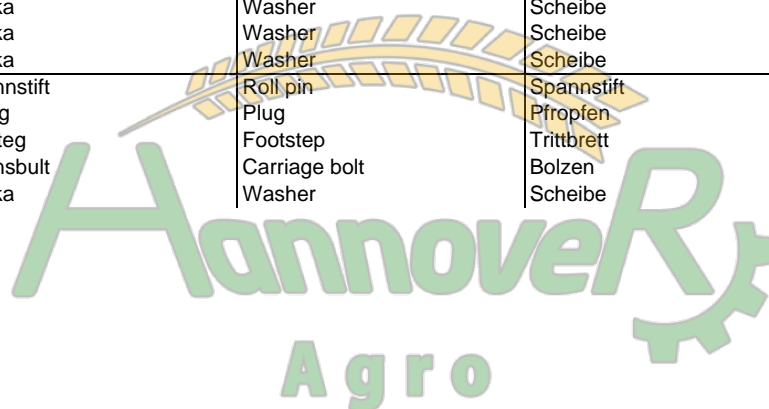 ka Washer Scheibe
ka Washer Scheibe
ka Washer Scheibe
nnstift Roll pin Spannstift
g Plug Pfropfen
teg Footstep Trittbrett
nsbult Carriage bolt Bolzen
ka Washer Scheibe
HannoveR
Agro